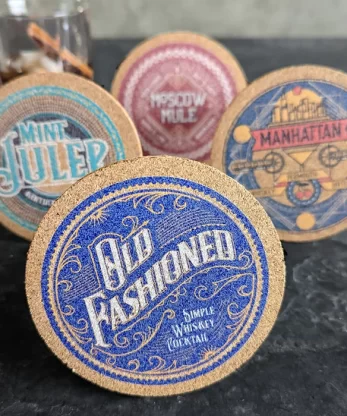 MOSCOW
MULE
MINT
JULEP
MANHATTAN
OLD
FASHIONED
SIMPLE
WHISKEY
COCKTAIL